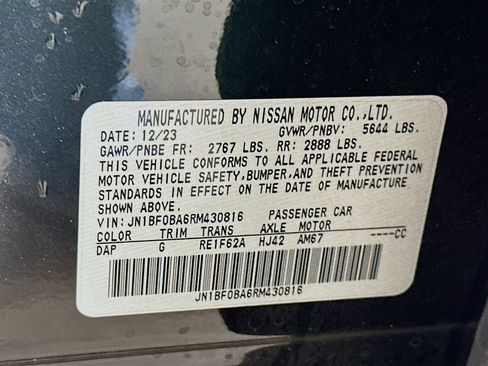 MANUFACTURED BY NISSAN MOTOR CO.,LTD.
DATE: 12/23 GVWR/PNBV: 5644 LBS.
GAWR/PNBE FR: 2767 LBS. RR: 2888 LBS.
THIS VEHICLE CONFORMS TO ALL APPLICABLE FEDERAL
MOTOR VEHICLE SAFETY,BUMPER,AND THEFT PREVENTION
STANDARDS IN EFFECT ON THE DATE OF MANUFACTURE
SHOWN ABOVE.
VIN: JN1BF0BA6RM430816 PASSENGER CAR
COLOR TRIM TRANS AXLE MOTOR
DAP G RE1F62A HJ42 AM67 ----CC
JN1BF0BA6RM430816